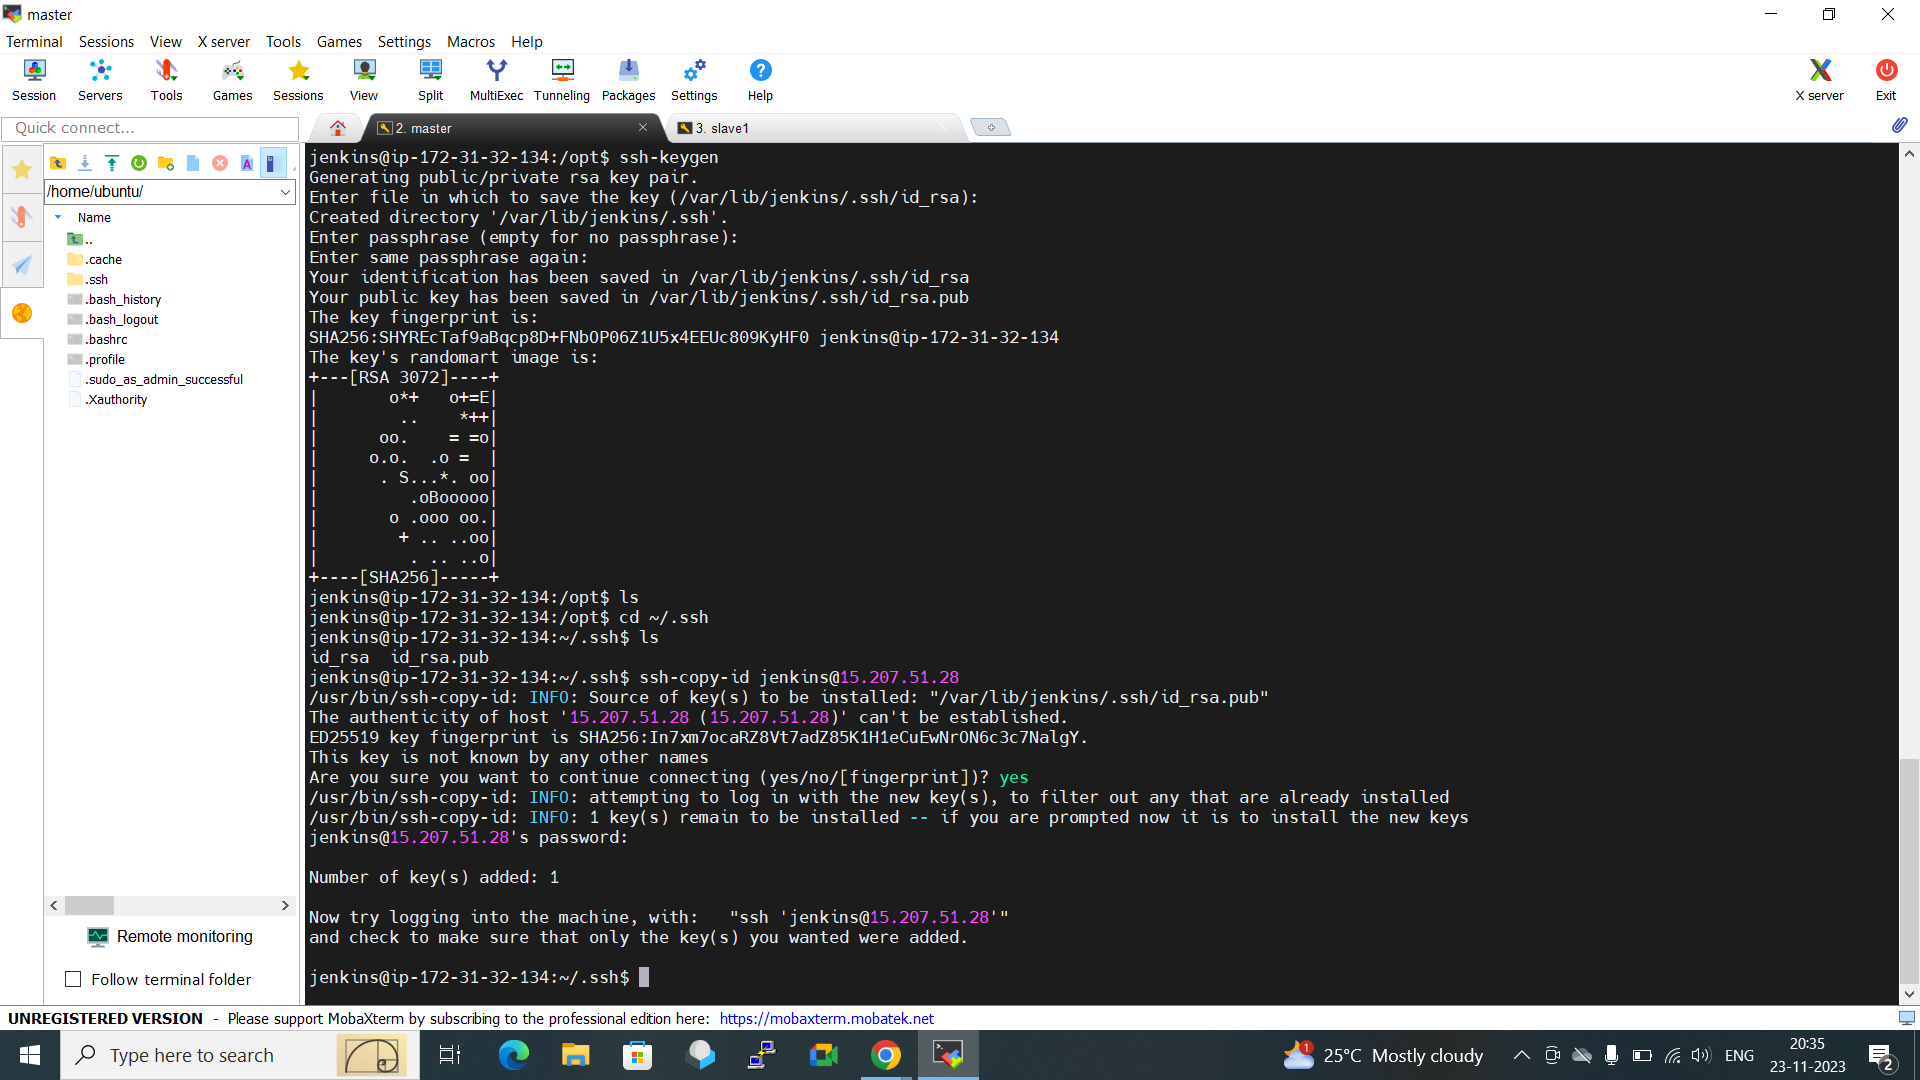 master
Terminal Sessions View X server Tools Games Settings Macros Help
Session Servers Tools Games Sessions View Split MultiExec Tunneling Packages Settings Help X server Exit
Quick connect...
2. master
3. slave1
/home/ubuntu/
Name
..
.cache
.ssh
.bash_history
.bash_logout
.bashrc
.profile
.sudo_as_admin_successful
.Xauthority
Remote monitoring
Follow terminal folder
jenkins@ip-172-31-32-134:/opt$ ssh-keygen
Generating public/private rsa key pair.
Enter file in which to save the key (/var/lib/jenkins/.ssh/id_rsa):
Created directory '/var/lib/jenkins/.ssh'.
Enter passphrase (empty for no passphrase):
Enter same passphrase again:
Your identification has been saved in /var/lib/jenkins/.ssh/id_rsa
Your public key has been saved in /var/lib/jenkins/.ssh/id_rsa.pub
The key fingerprint is:
SHA256:SHYREcTaf9aBqcp8D+FNbOP06Z1U5x4EEUc809KyHF0 jenkins@ip-172-31-32-134
The key's randomart image is:
+---[RSA 3072]----+
|       o*+   o+=E|
|        ..    *++|
|      oo.    = =o|
|     o.o.  .o =  |
|      . S...*. oo|
|         .oBooooo|
|       o .ooo oo.|
|        + .. ..oo|
|         . .. ..o|
+----[SHA256]-----+
jenkins@ip-172-31-32-134:/opt$ ls
jenkins@ip-172-31-32-134:/opt$ cd ~/.ssh
jenkins@ip-172-31-32-134:~/.ssh$ ls
id_rsa  id_rsa.pub
jenkins@ip-172-31-32-134:~/.ssh$ ssh-copy-id jenkins@15.207.51.28
/usr/bin/ssh-copy-id: INFO: Source of key(s) to be installed: "/var/lib/jenkins/.ssh/id_rsa.pub"
The authenticity of host '15.207.51.28 (15.207.51.28)' can't be established.
ED25519 key fingerprint is SHA256:In7xm7ocaRZ8Vt7adZ85K1H1eCuEwNrON6c3c7NalgY.
This key is not known by any other names
Are you sure you want to continue connecting (yes/no/[fingerprint])? yes
/usr/bin/ssh-copy-id: INFO: attempting to log in with the new key(s), to filter out any that are already installed
/usr/bin/ssh-copy-id: INFO: 1 key(s) remain to be installed -- if you are prompted now it is to install the new keys
jenkins@15.207.51.28's password:
Number of key(s) added: 1
Now try logging into the machine, with:   "ssh 'jenkins@15.207.51.28'"
and check to make sure that only the key(s) you wanted were added.
jenkins@ip-172-31-32-134:~/.ssh$
UNREGISTERED VERSION - Please support MobaXterm by subscribing to the professional edition here: https://mobaxterm.mobatek.net
Type here to search
1
25°C Mostly cloudy
ENG
20:35
23-11-2023
2